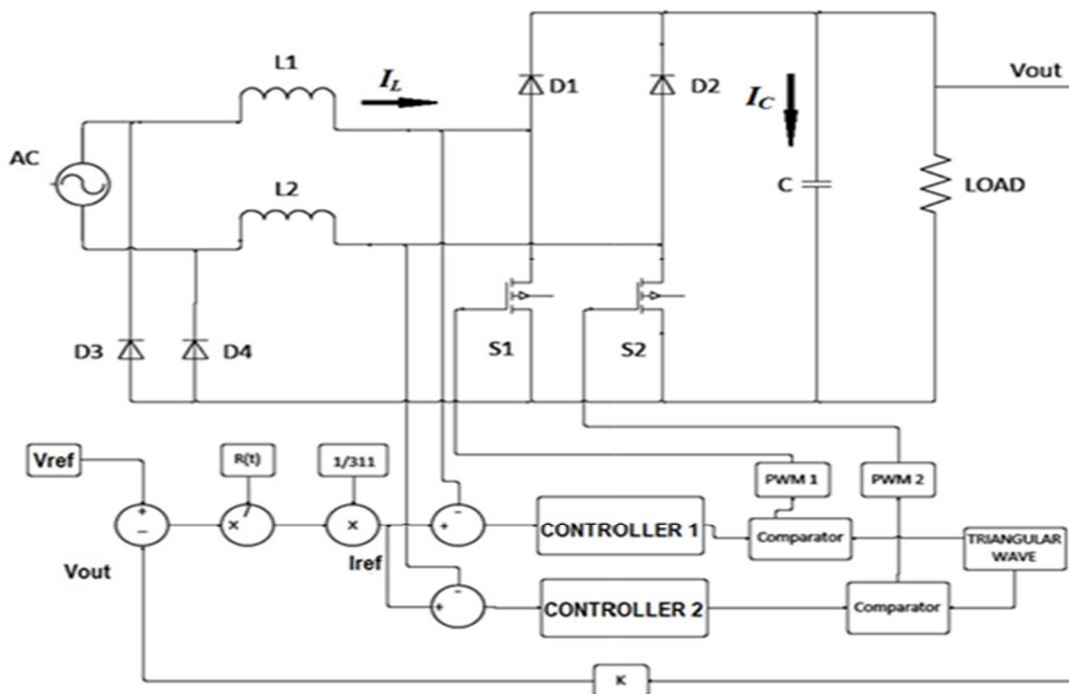 L1
I_L
D1
D2
I_C
Vout
AC
L2
C
LOAD
D3
D4
S1
S2
Vref
R(t)
1/311
PWM 1
PWM 2
+
−
×
×
+
-
CONTROLLER 1
Comparator
TRIANGULAR
WAVE
Vout
Iref
+
-
CONTROLLER 2
Comparator
K